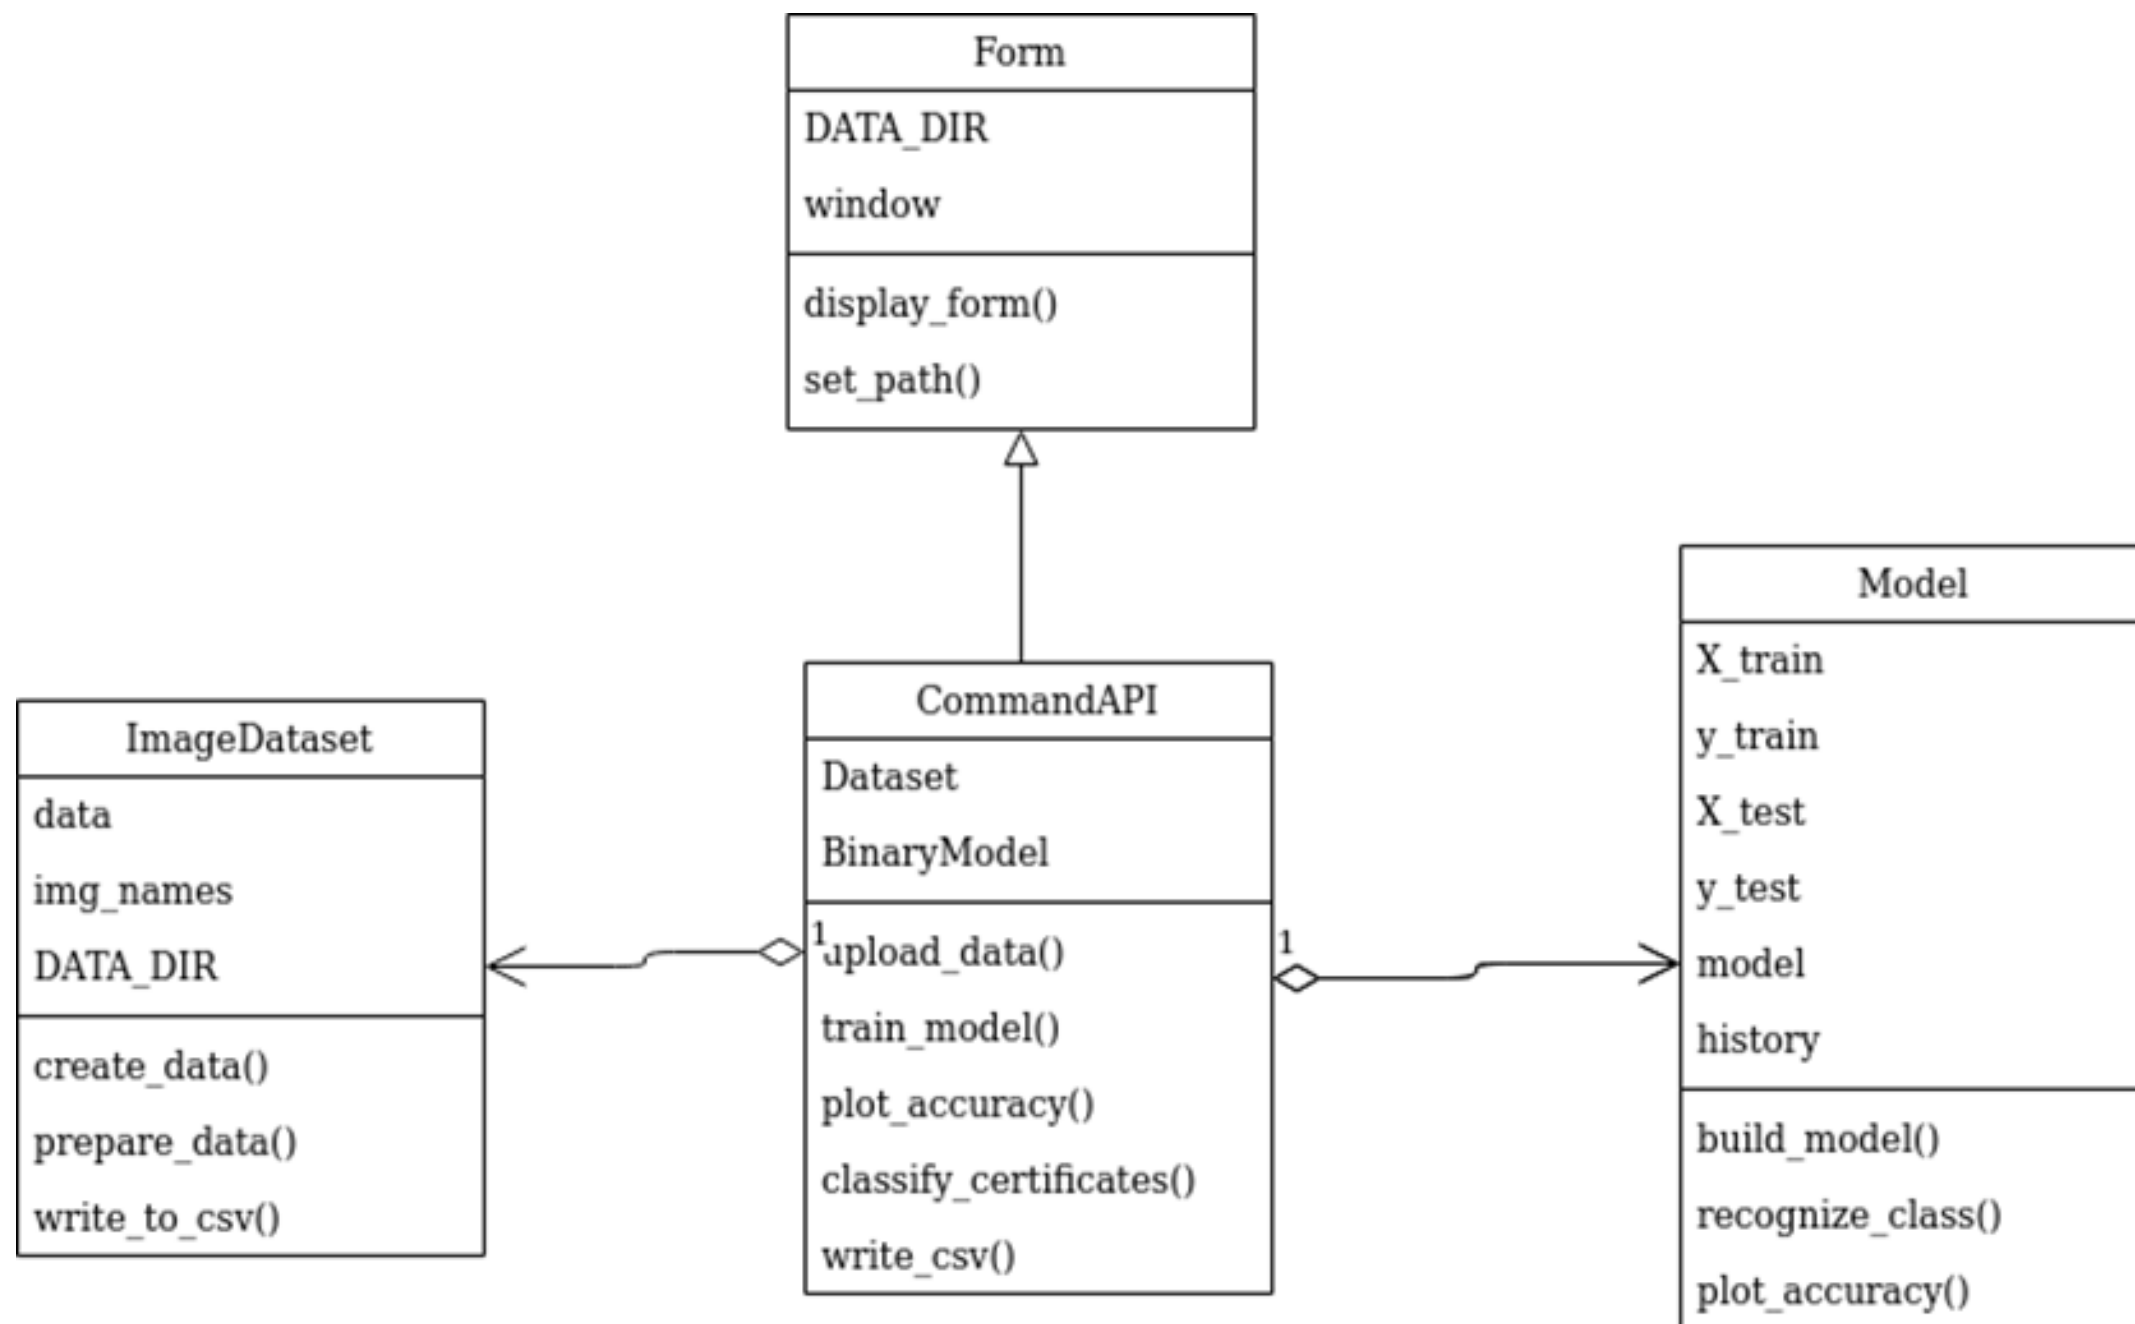 Form
DATA_DIR
window
display_form()
set_path()
ImageDataset
data
img_names
DATA_DIR
create_data()
prepare_data()
write_to_csv()
CommandAPI
Dataset
BinaryModel
1
upload_data()
train_model()
plot_accuracy()
classify_certificates()
write_csv()
1
Model
X_train
y_train
X_test
y_test
model
history
build_model()
recognize_class()
plot_accuracy()